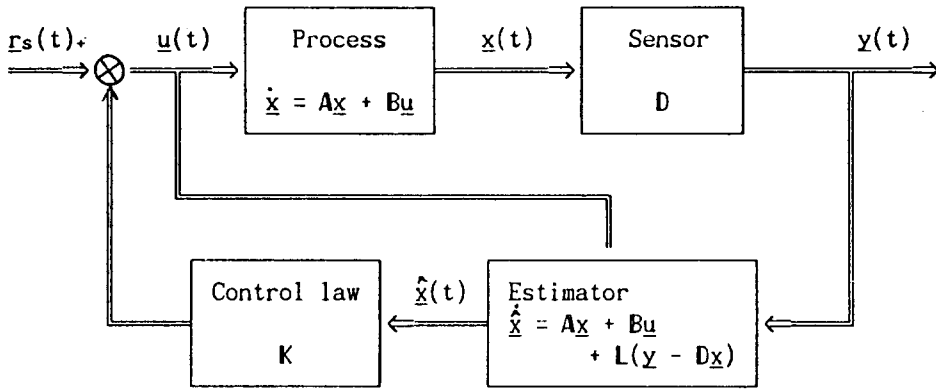 r̲s(t)+
u̲(t)
Process
ẋ̲ = Ax̲ + Bu̲
x̲(t)
Sensor
D
y̲(t)
Control law
K
x̲̂(t)
Estimator
x̲̂̇ = Ax̲ + Bu̲
+ L(y̲ - Dx̲)